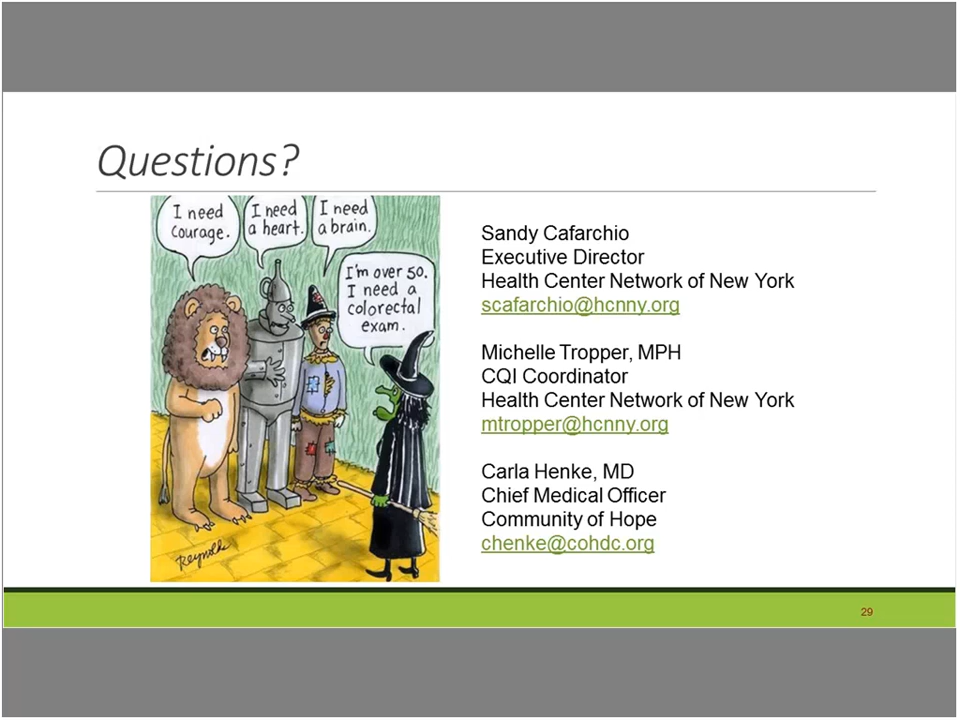 Questions?
I need
courage.
I need
a heart.
I need
a brain.
I'm over 50.
I need a
colorectal
exam.
Reynolds
Sandy Cafarchio
Executive Director
Health Center Network of New York
scafarchio@hcnny.org
Michelle Tropper, MPH
CQI Coordinator
Health Center Network of New York
mtropper@hcnny.org
Carla Henke, MD
Chief Medical Officer
Community of Hope
chenke@cohdc.org
29